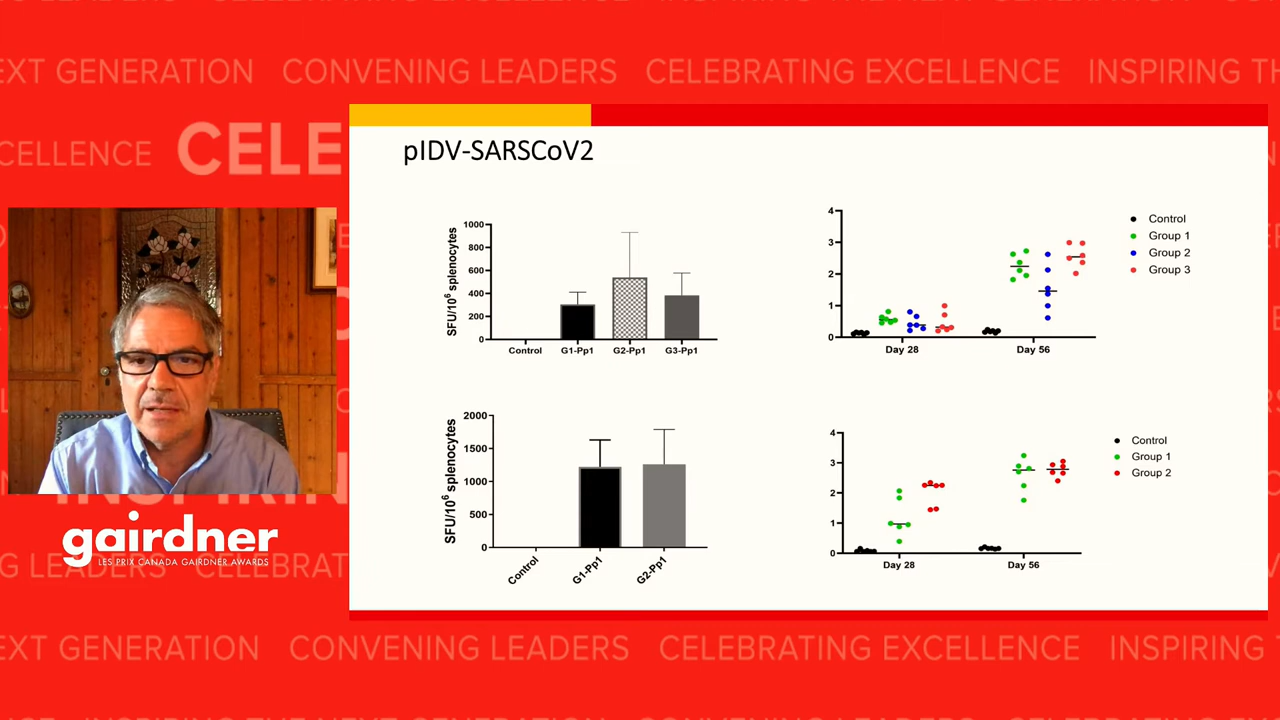 EXT GENERATION CONVENING LEADERS CELEBRATING EXCELLENCE INSPIRING TH
CELLENCE CELE
pIDV-SARSCoV2
SFU/10⁶ splenocytes
1000
800
600
400
200
0
Control G1-Pp1 G2-Pp1 G3-Pp1
4
3
2
1
0
Day 28 Day 56
Control
Group 1
Group 2
Group 3
SFU/10⁶ splenocytes
2000
1500
1000
500
0
Control G1-Pp1 G2-Pp1
4
3
2
1
0
Day 28 Day 56
Control
Group 1
Group 2
gairdner
LES PRIX CANADA GAIRDNER AWARDS
G LEADERS CELEBRAT
EXT GENERATION CONVENING LEADERS CELEBRATING EXCELLENCE INSPIRING